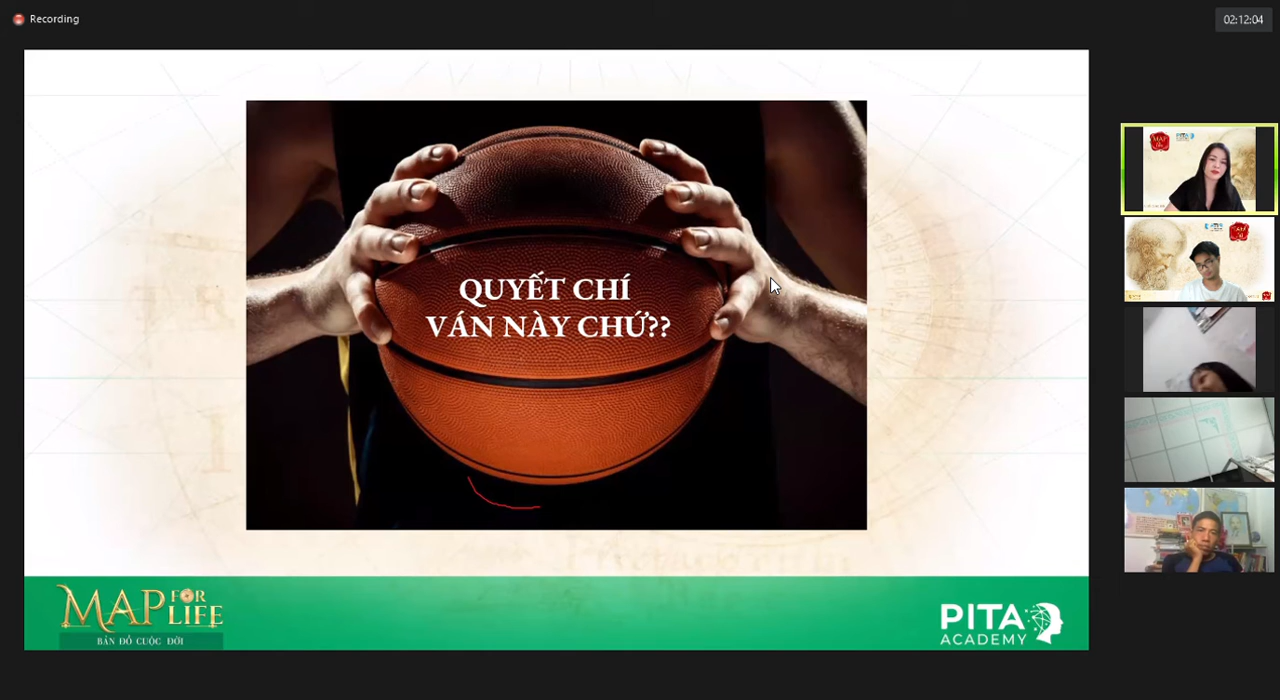 Recording
02:12:04
QUYẾT CHÍ
VÁN NÀY CHỨ??
MAP FOR LIFE
BẢN ĐỒ CUỘC ĐỜI
PITA
ACADEMY